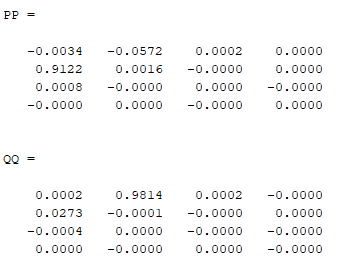 PP =
-0.0034 -0.0572 0.0002 0.0000
0.9122 0.0016 -0.0000 0.0000
0.0008 -0.0000 0.0000 -0.0000
-0.0000 0.0000 -0.0000 0.0000
QQ =
0.0002 0.9814 0.0002 -0.0000
0.0273 -0.0001 -0.0000 0.0000
-0.0004 0.0000 -0.0000 -0.0000
0.0000 -0.0000 0.0000 -0.0000